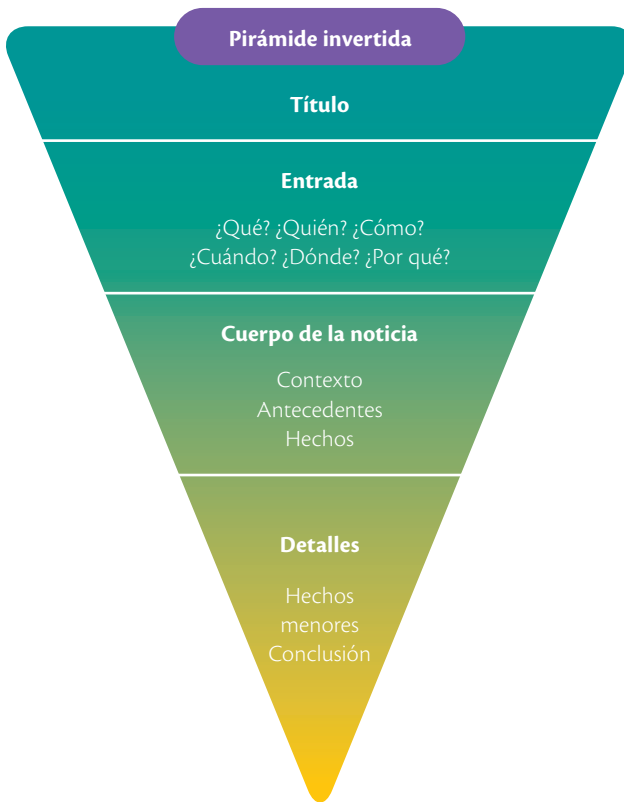 Pirámide invertida
Título
Entrada
¿Qué? ¿Quién? ¿Cómo?
¿Cuándo? ¿Dónde? ¿Por qué?
Cuerpo de la noticia
Contexto
Antecedentes
Hechos
Detalles
Hechos
menores
Conclusión